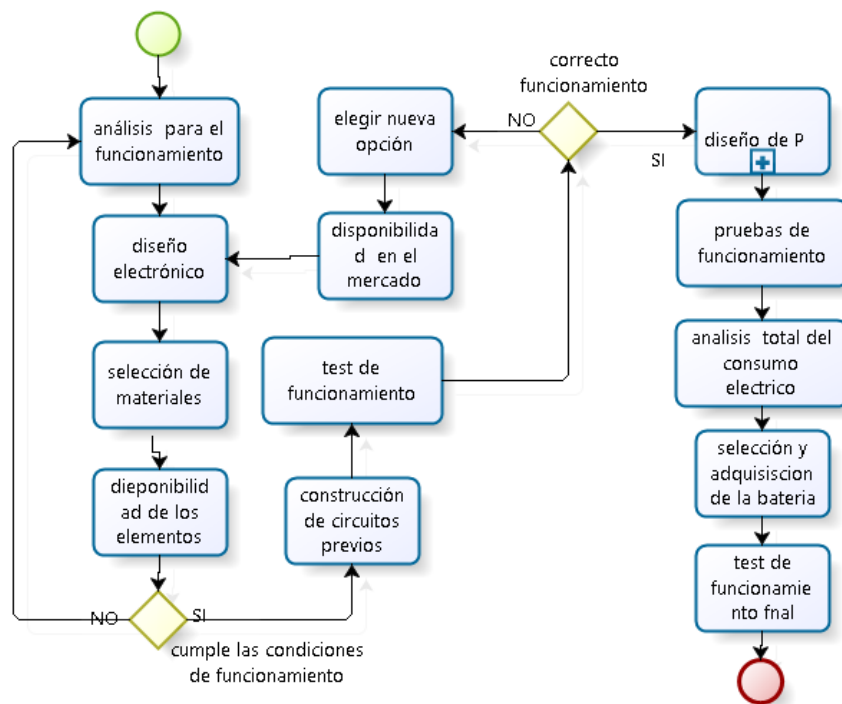 análisis para el
funcionamiento
diseño
electrónico
selección de
materiales
dieponibilid
ad de los
elementos
NO
SI
cumple las condiciones
de funcionamiento
construcción
de circuitos
previos
test de
funcionamiento
correcto
funcionamiento
NO
SI
elegir nueva
opción
disponibilida
d en el
mercado
diseño de P
pruebas de
funcionamiento
analisis total del
consumo
electrico
selección y
adquisiscion
de la bateria
test de
funcionamie
nto fnal